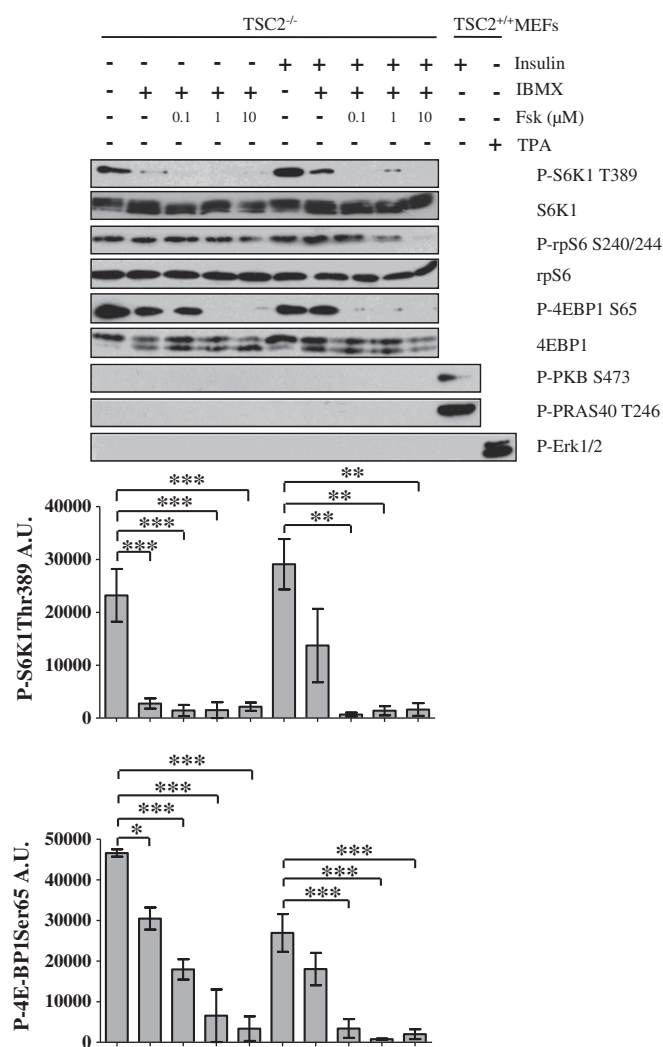 TSC2-/- TSC2+/+MEFs
- - - - - + + + + + + - Insulin
- + + + + - + + + + - - IBMX
- - 0.1 1 10 - - 0.1 1 10 - - Fsk (µM)
+ TPA
P-S6K1 T389
S6K1
P-rpS6 S240/244
rpS6
P-4EBP1 S65
4EBP1
P-PKB S473
P-PRAS40 T246
P-Erk1/2
P-S6K1Thr389 A.U.
40000
30000
20000
10000
0
***
***
***
***
**
**
**
P-4E-BP1Ser65 A.U.
50000
40000
30000
20000
10000
0
***
***
***
*
***
***
***